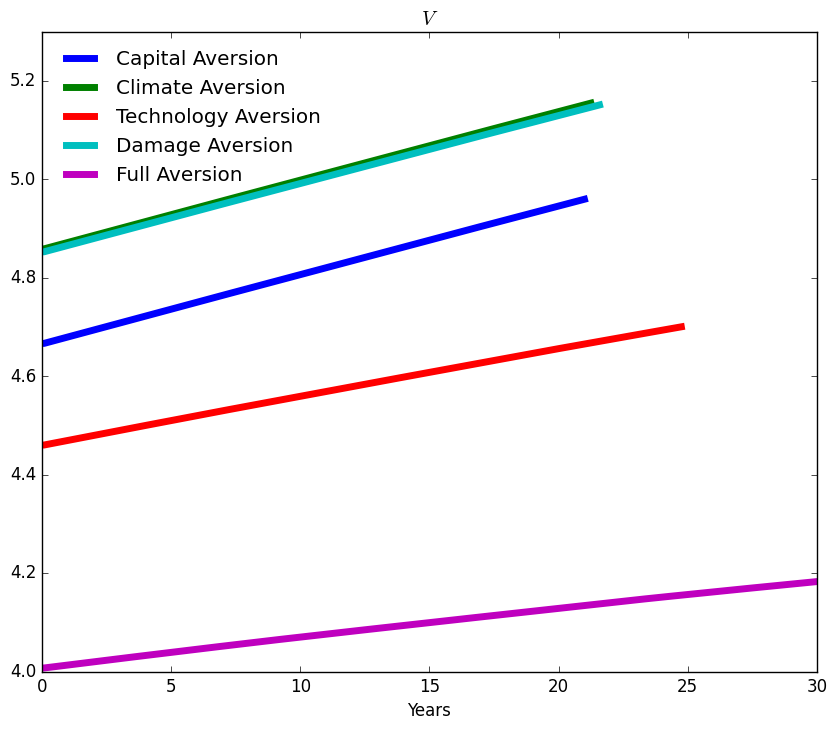 V
5.2
5.0
4.8
4.6
4.4
4.2
4.0
Capital Aversion
Climate Aversion
Technology Aversion
Damage Aversion
Full Aversion
0 5 10 15 20 25 30
Years